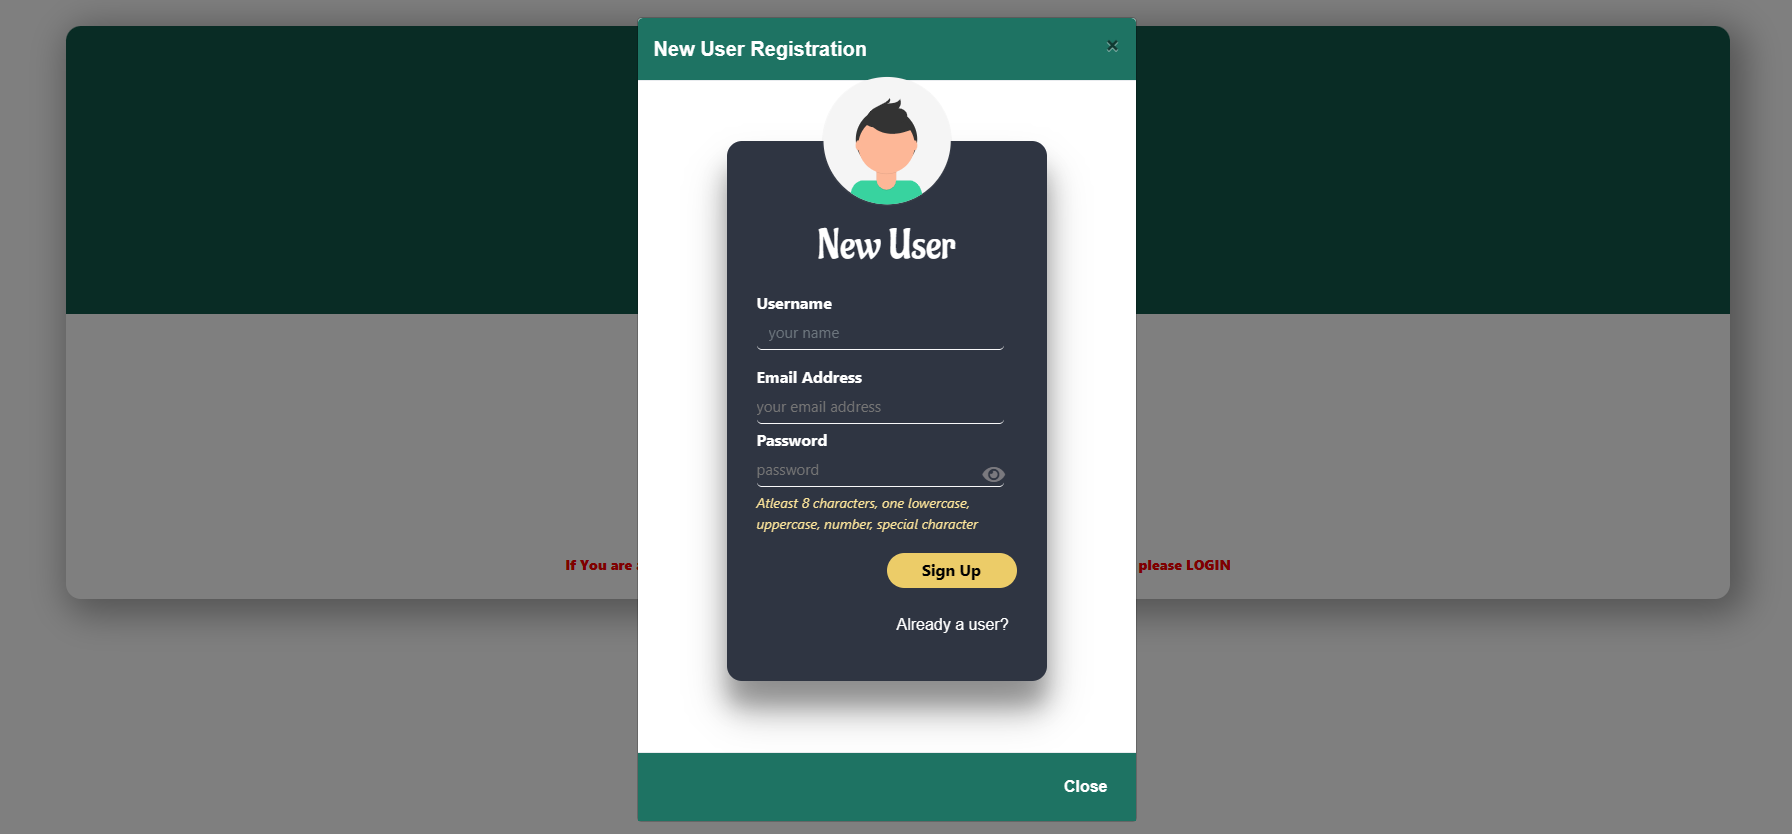 New User Registration
×
New User
Username
your name
Email Address
your email address
Password
password
Atleast 8 characters, one lowercase,
uppercase, number, special character
Sign Up
If You are
please LOGIN
Already a user?
Close